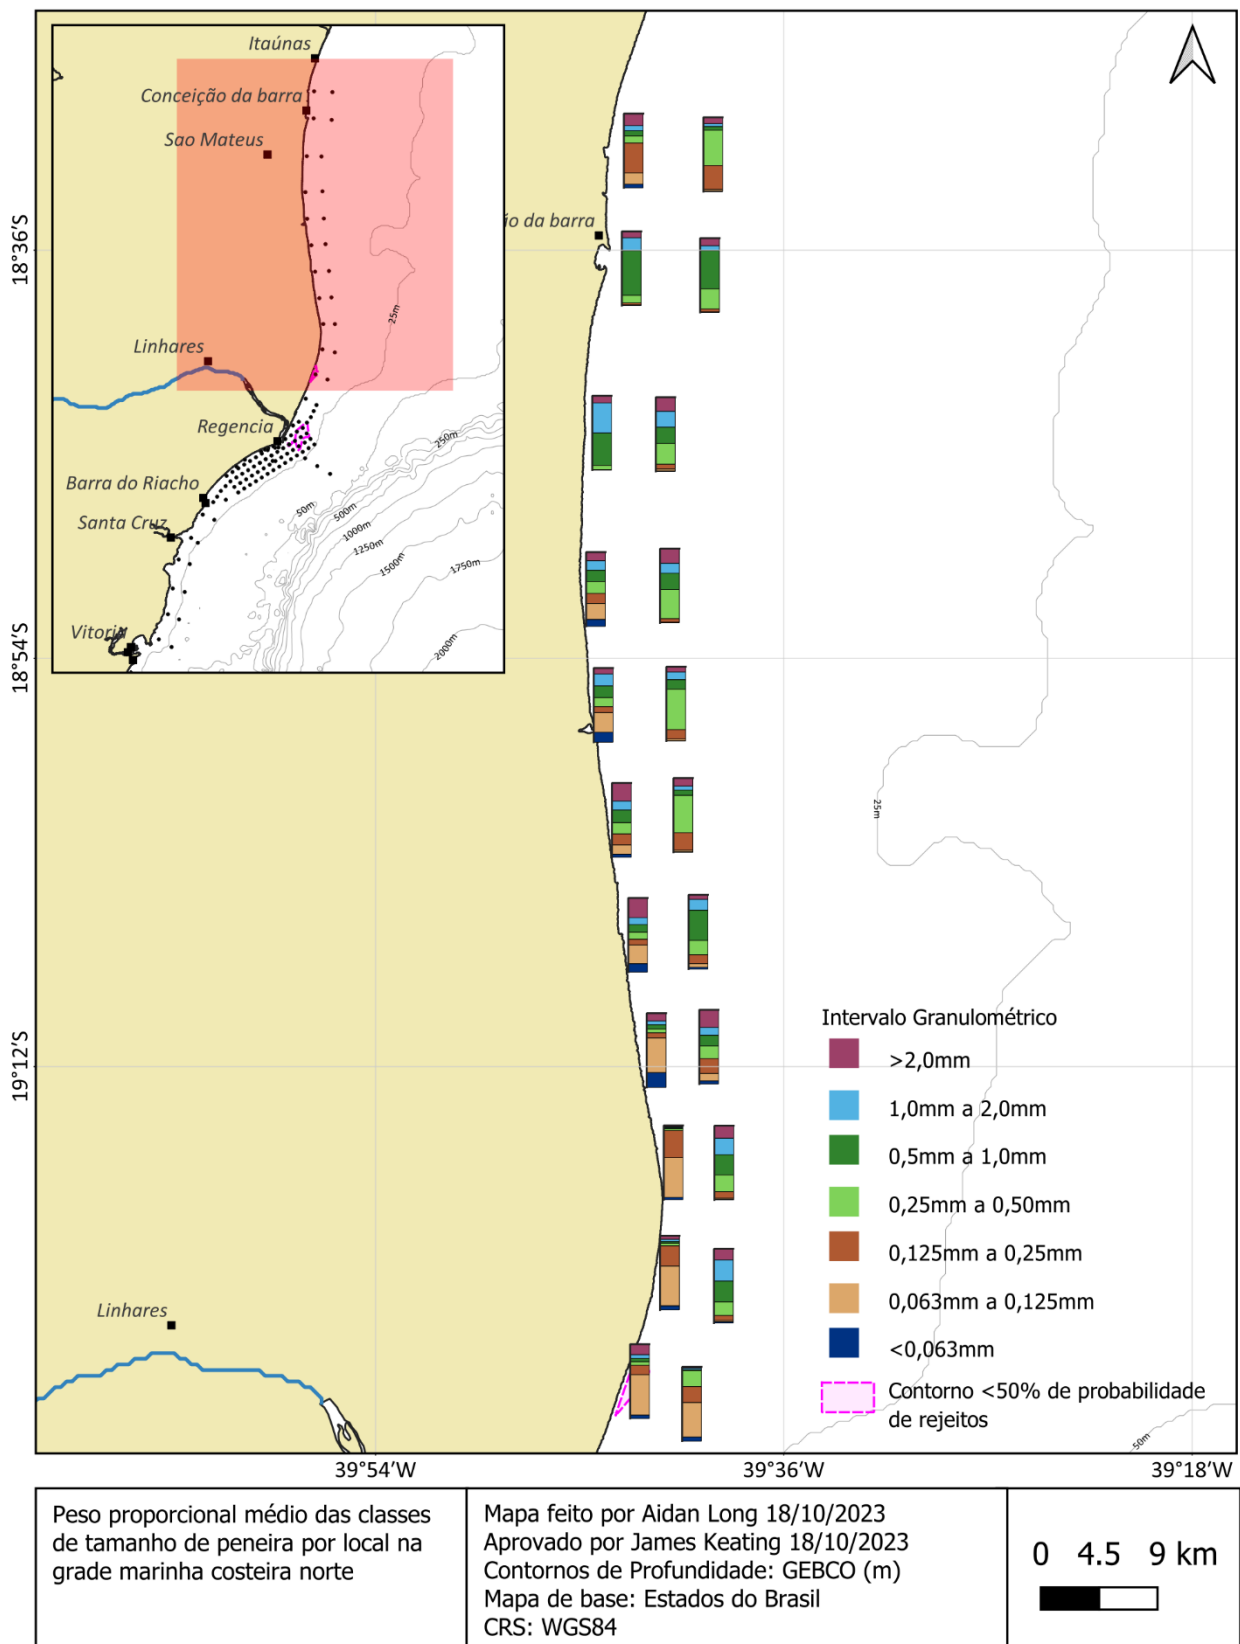 Itaúnas
Conceição da barra
Sao Mateus
Linhares
Regencia
Barra do Riacho
Santa Cruz
Vitoria
25m
250m
50m
500m
1000m
1250m
1500m
1750m
2000m
io da barra
18°36'S
18°54'S
19°12'S
25m
Linhares
Intervalo Granulométrico
>2,0mm
1,0mm a 2,0mm
0,5mm a 1,0mm
0,25mm a 0,50mm
0,125mm a 0,25mm
0,063mm a 0,125mm
<0,063mm
Contorno <50% de probabilidade
de rejeitos
50m
39°54'W
39°36'W
39°18'W
Peso proporcional médio das classes
de tamanho de peneira por local na
grade marinha costeira norte
Mapa feito por Aidan Long 18/10/2023
Aprovado por James Keating 18/10/2023
Contornos de Profundidade: GEBCO (m)
Mapa de base: Estados do Brasil
CRS: WGS84
0 4.5 9 km